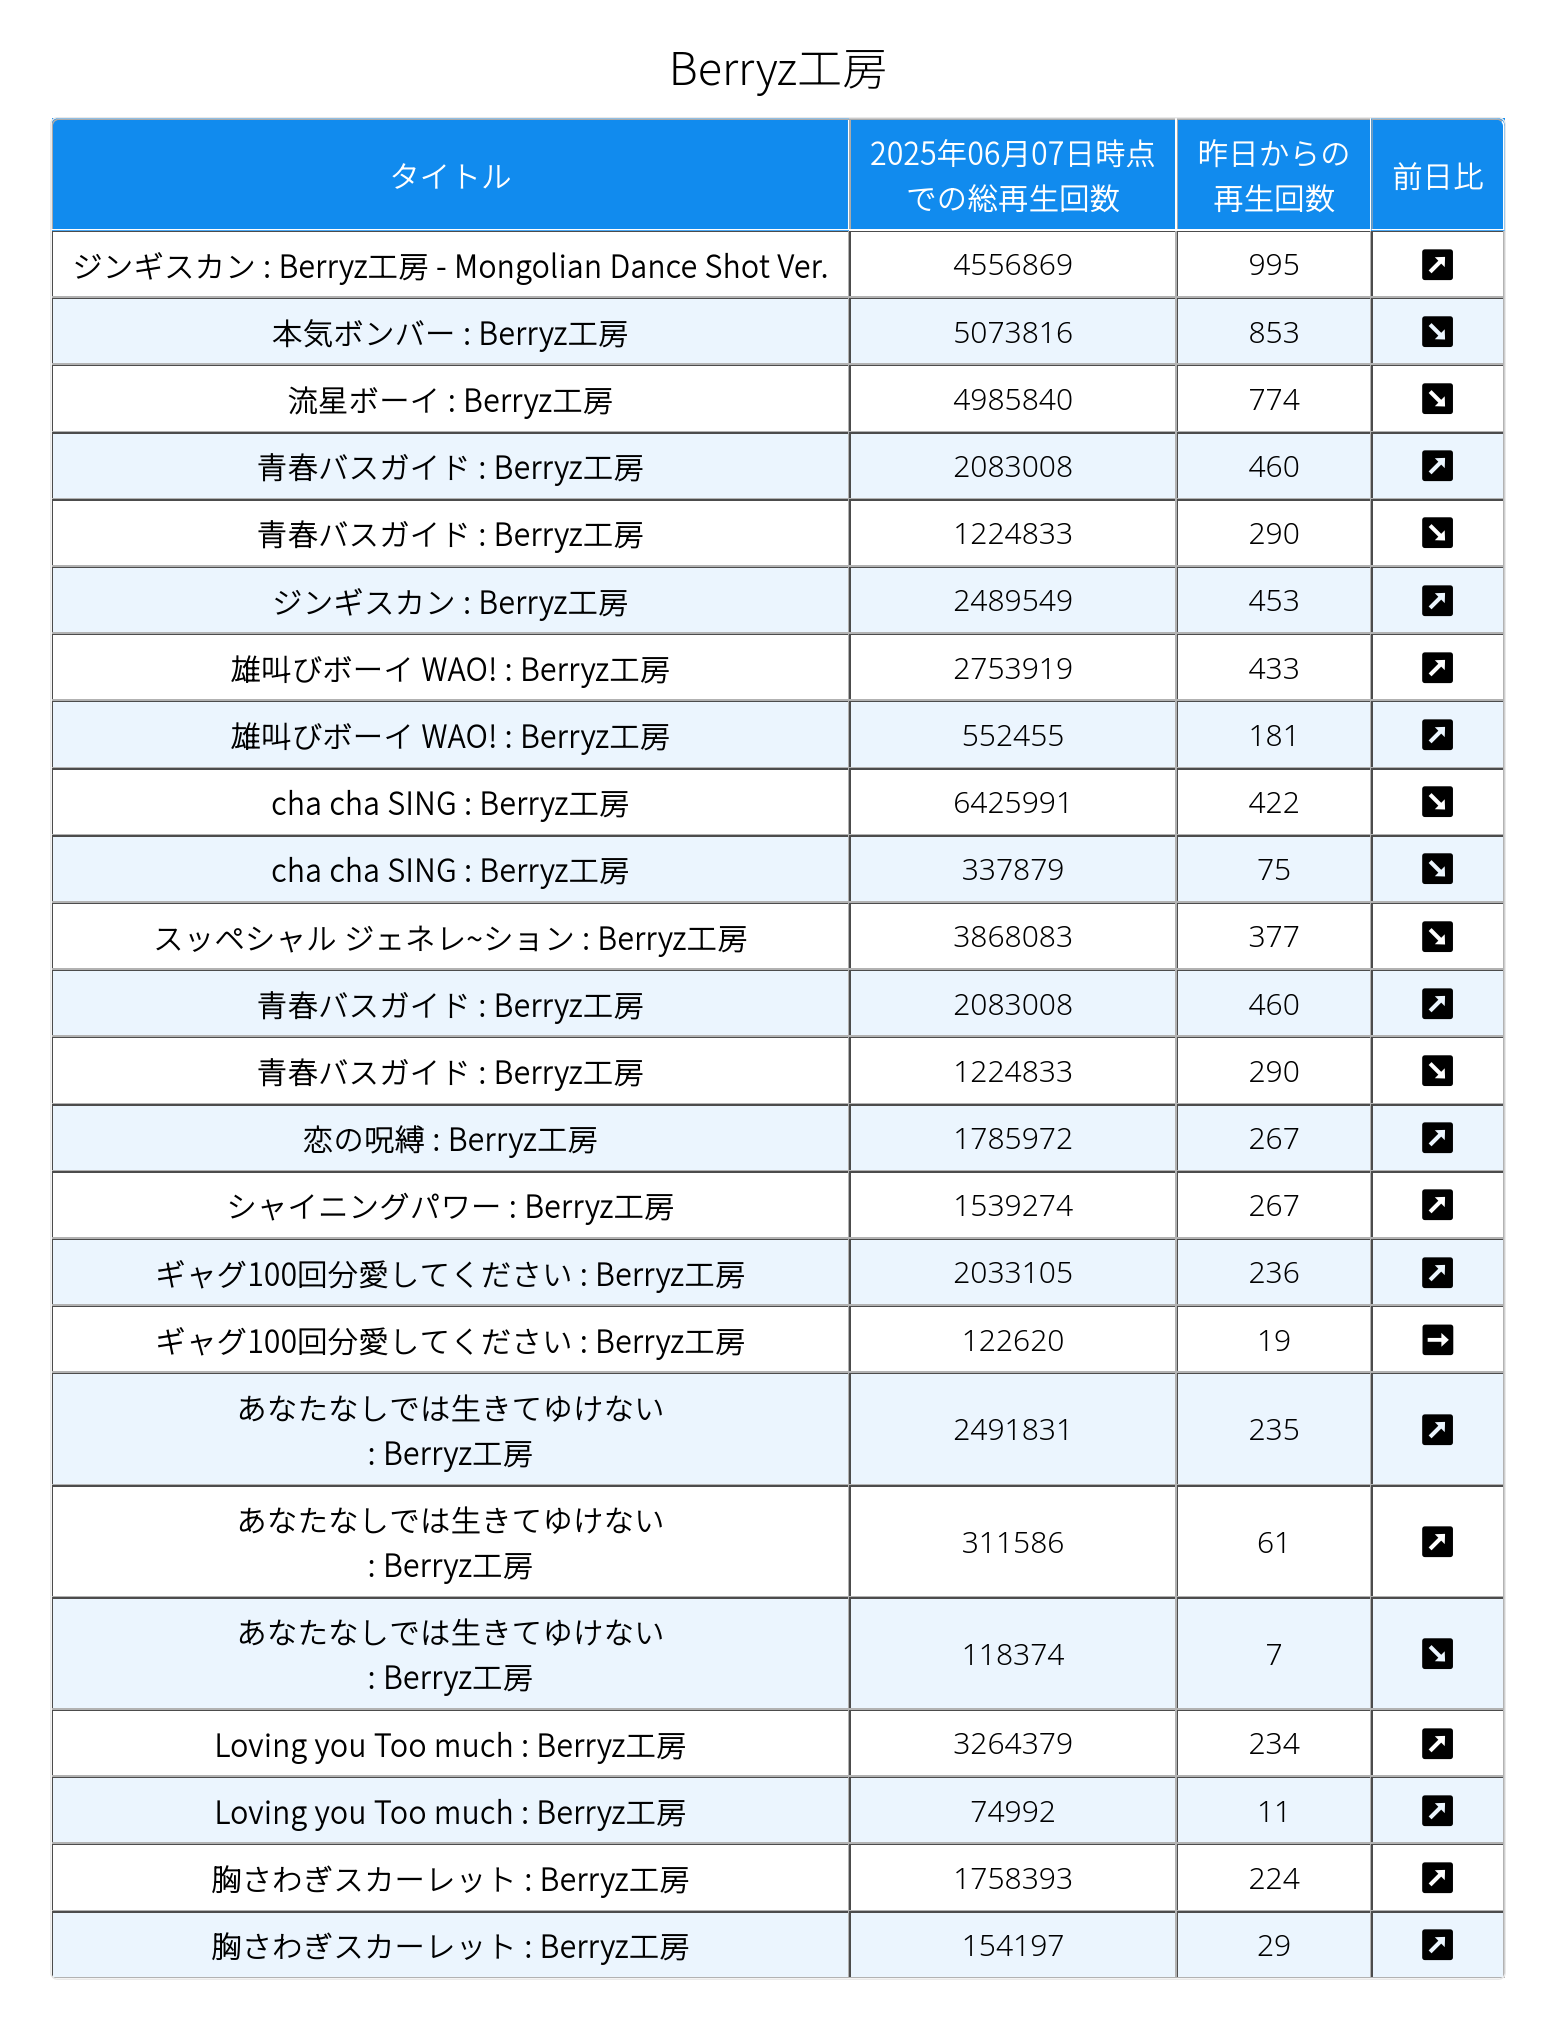 Berryz工房
タイトル 2025年06月07日時点 昨日からの 前日比
での総再生回数 再生回数
ジンギスカン : Berryz工房 - Mongolian Dance Shot Ver. 4556869 995 ↗
本気ボンバー : Berryz工房 5073816 853 ↘
流星ボーイ : Berryz工房 4985840 774 ↘
青春バスガイド : Berryz工房 2083008 460 ↗
青春バスガイド : Berryz工房 1224833 290 ↘
ジンギスカン : Berryz工房 2489549 453 ↗
雄叫びボーイ WAO! : Berryz工房 2753919 433 ↗
雄叫びボーイ WAO! : Berryz工房 552455 181 ↗
cha cha SING : Berryz工房 6425991 422 ↘
cha cha SING : Berryz工房 337879 75 ↘
スッペシャル ジェネレ~ション : Berryz工房 3868083 377 ↘
青春バスガイド : Berryz工房 2083008 460 ↗
青春バスガイド : Berryz工房 1224833 290 ↘
恋の呪縛 : Berryz工房 1785972 267 ↗
シャイニングパワー : Berryz工房 1539274 267 ↗
ギャグ100回分愛してください : Berryz工房 2033105 236 ↗
ギャグ100回分愛してください : Berryz工房 122620 19 →
あなたなしでは生きてゆけない
: Berryz工房 2491831 235 ↗
あなたなしでは生きてゆけない
: Berryz工房 311586 61 ↗
あなたなしでは生きてゆけない
: Berryz工房 118374 7 ↘
Loving you Too much : Berryz工房 3264379 234 ↗
Loving you Too much : Berryz工房 74992 11 ↗
胸さわぎスカーレット : Berryz工房 1758393 224 ↗
胸さわぎスカーレット : Berryz工房 154197 29 ↗